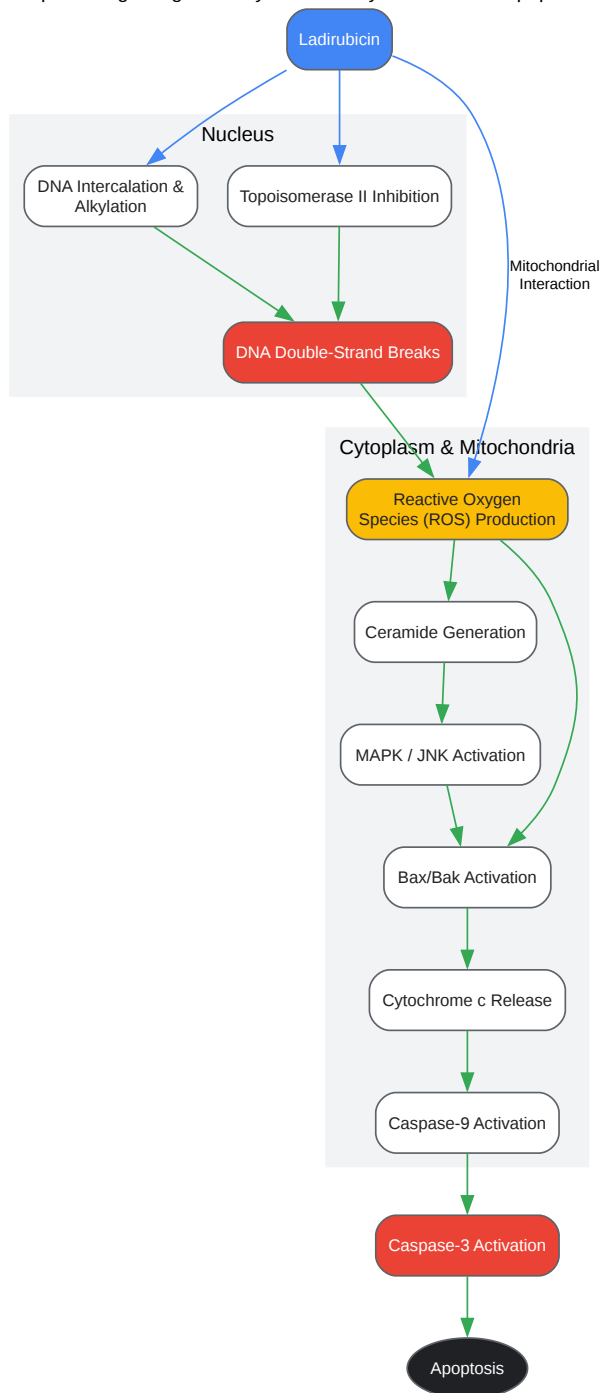 Ladirubicin
Nucleus
DNA Intercalation &
Alkylation
Topoisomerase II Inhibition
Mitochondrial
Interaction
DNA Double-Strand Breaks
Cytoplasm & Mitochondria
Reactive Oxygen
Species (ROS) Production
Ceramide Generation
MAPK / JNK Activation
Bax/Bak Activation
Cytochrome c Release
Caspase-9 Activation
Caspase-3 Activation
Apoptosis